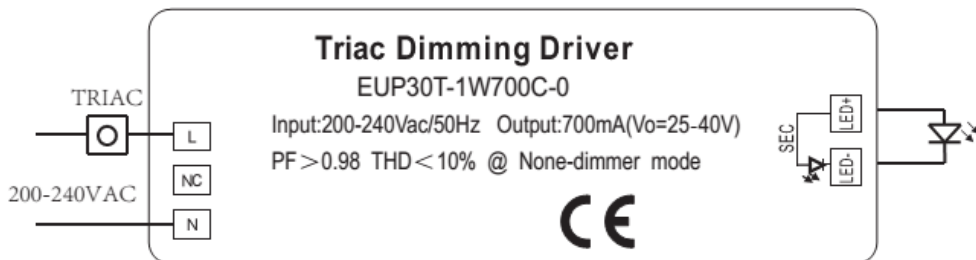 Triac Dimming Driver
EUP30T-1W700C-0
TRIAC
Input:200-240Vac/50Hz Output:700mA(Vo=25-40V)
L
PF>0.98 THD<10% @ None-dimmer mode
NC
200-240VAC
N
SEC
LED+
LED-
CE